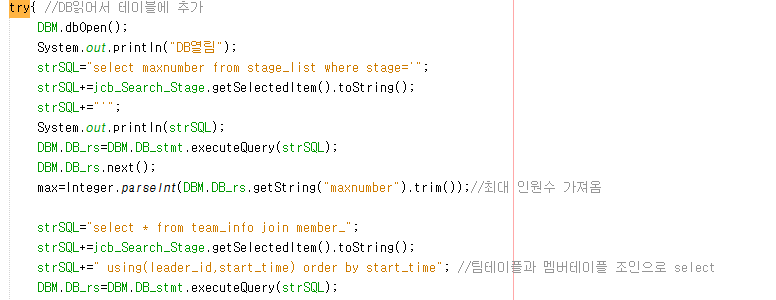 try{ //DB읽어서 테이블에 추가
DBM.dbOpen();
System.out.println("DB열림");
strSQL="select maxnumber from stage_list where stage='";
strSQL+=jcb_Search_Stage.getSelectedItem().toString();
strSQL+="'";
System.out.println(strSQL);
DBM.DB_rs=DBM.DB_stmt.executeQuery(strSQL);
DBM.DB_rs.next();
max=Integer.parseInt(DBM.DB_rs.getString("maxnumber").trim());//최대 인원수 가져옴
strSQL="select * from team_info join member_";
strSQL+=jcb_Search_Stage.getSelectedItem().toString();
strSQL+=" using(leader_id,start_time) order by start_time"; //팀테이블과 멤버테이블 조인으로 select
DBM.DB_rs=DBM.DB_stmt.executeQuery(strSQL);